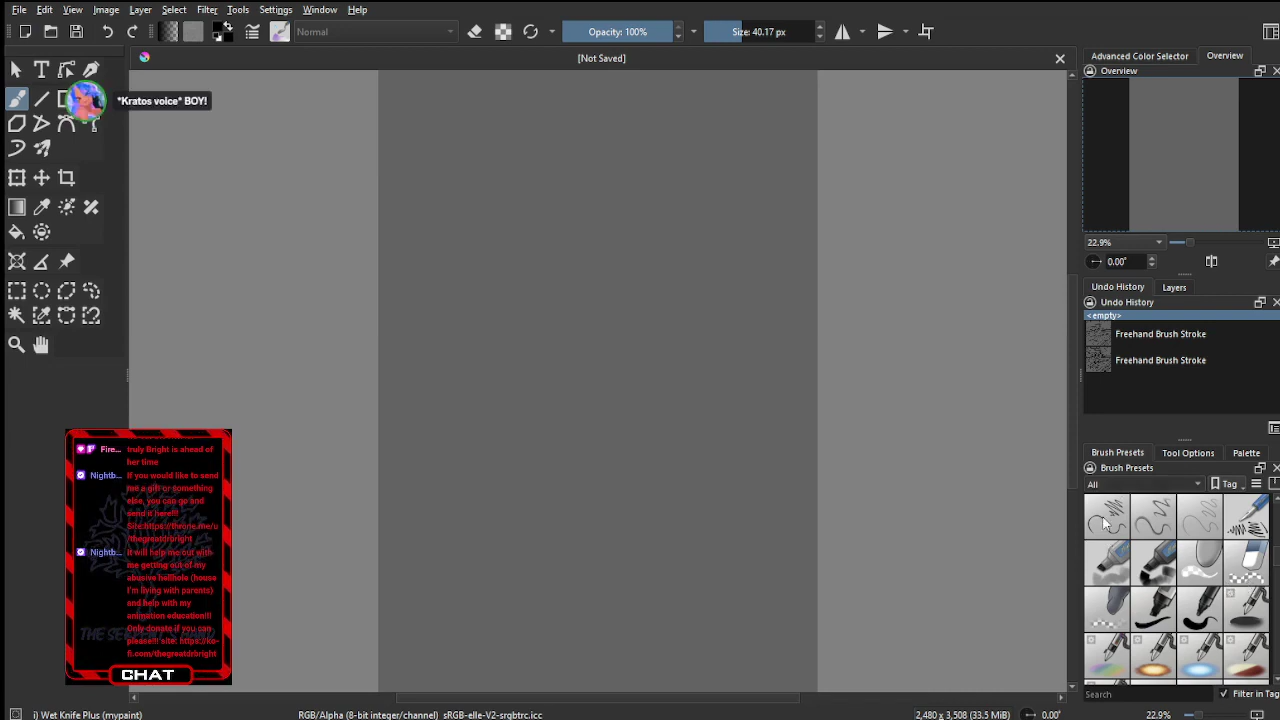 File Edit View Image Layer Select Filter Tools Settings Window Help
Normal
Opacity: 100%
Size: 40.17 px
[Not Saved]
*Kratos voice* BOY!
Advanced Color Selector Overview
Overview
22.9%
0.00°
Undo History Layers
Undo History
<empty>
Freehand Brush Stroke
Freehand Brush Stroke
Brush Presets Tool Options Palette
Brush Presets
All Tag
Search Filter in Tag
Fire... truly Bright is ahead of
her time
Nightb... If you would like to send
me a gift or something
else, you can go and
send it here!!!
Site:https://throne.me/u
/thegreatdrbright
Nightb... It will help me out with
me getting out of my
abusive hellhole (house
I'm living with parents)
and help with my
animation education!!!
Only donate if you can
please!!! site: https://ko-
fi.com/thegreatdrbright
THE SERPENT'S HAND
CHAT
i) Wet Knife Plus (mypaint)
RGB/Alpha (8-bit integer/channel) sRGB-elle-V2-srgbtrc.icc
2,480 x 3,508 (33.5 MiB)
0.00°
22.9%